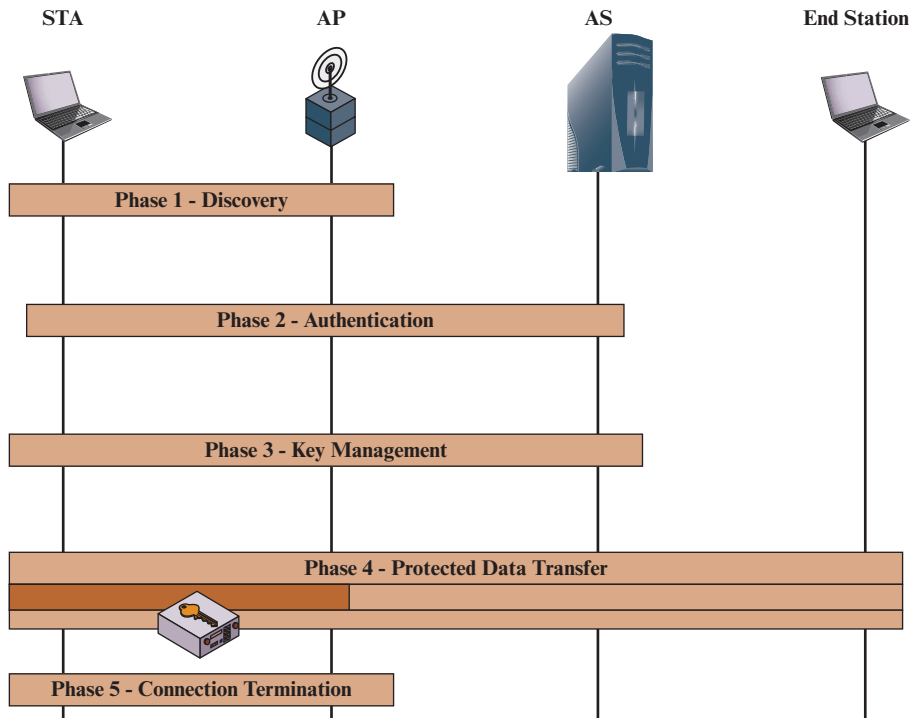 STA
AP
AS
End Station
Phase 1 - Discovery
Phase 2 - Authentication
Phase 3 - Key Management
Phase 4 - Protected Data Transfer
Phase 5 - Connection Termination